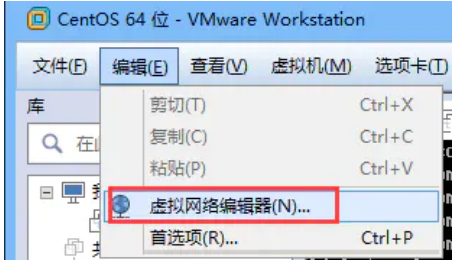 CentOS 64 位 - VMware Workstation
文件(F) 编辑(E) 查看(V) 虚拟机(M) 选项卡(T)
库
剪切(T) Ctrl+X
复制(C) Ctrl+C
在
粘贴(P) Ctrl+V
虚拟网络编辑器(N)...
首选项(R)... Ctrl+P